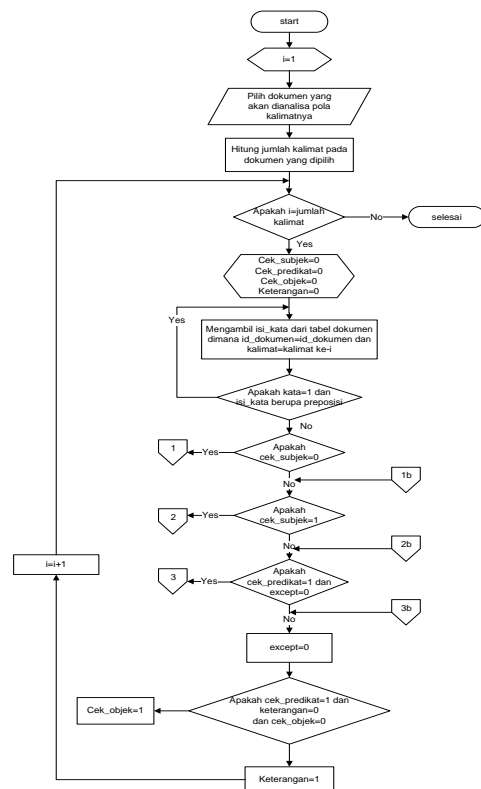 start
i=1
Pilih dokumen yang
akan dianalisa pola
kalimatnya
Hitung jumlah kalimat pada
dokumen yang dipilih
Apakah i=jumlah
kalimat
No
selesai
Yes
Cek_subjek=0
Cek_predikat=0
Cek_objek=0
Keterangan=0
Yes
Mengambil isi_kata dari tabel dokumen
dimana id_dokumen=id_dokumen dan
kalimat=kalimat ke-i
Apakah kata=1 dan
isi_kata berupa preposisi
No
1
Yes
Apakah
cek_subjek=0
1b
No
2
Yes
Apakah
cek_subjek=1
No
2b
i=i+1
3
Yes
Apakah
cek_predikat=1 dan
except=0
3b
No
except=0
Cek_objek=1
Apakah cek_predikat=1 dan
keterangan=0
dan cek_objek=0
Keterangan=1